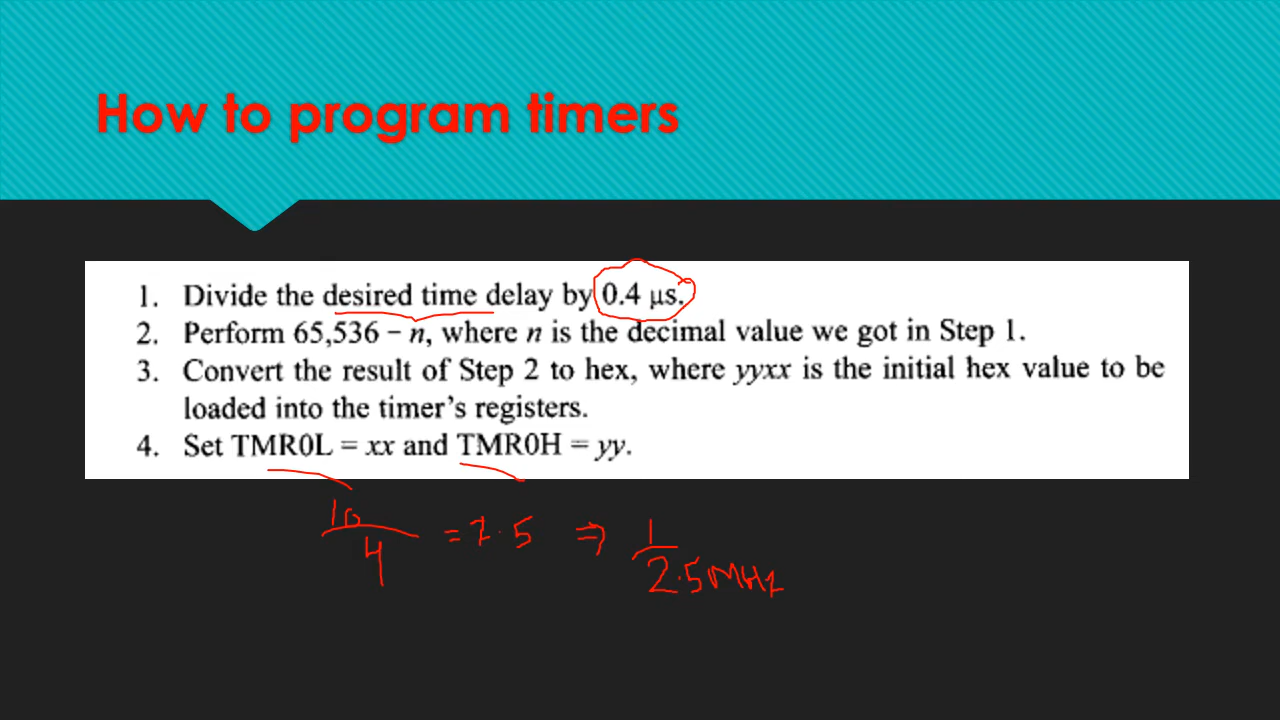 How to program timers
1. Divide the desired time delay by 0.4 μs.
2. Perform 65,536 – n, where n is the decimal value we got in Step 1.
3. Convert the result of Step 2 to hex, where yyxx is the initial hex value to be
loaded into the timer's registers.
4. Set TMR0L = xx and TMR0H = yy.
10/4 = 7.5 ⇒ 1/2.5MHz